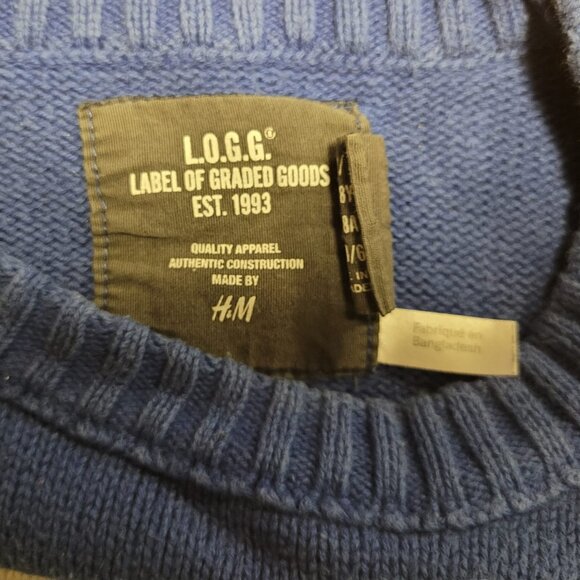 L.O.G.G.®
LABEL OF GRADED GOODS
EST. 1993
QUALITY APPAREL
AUTHENTIC CONSTRUCTION
MADE BY
H&M
Fabriqué en
Bangladesh